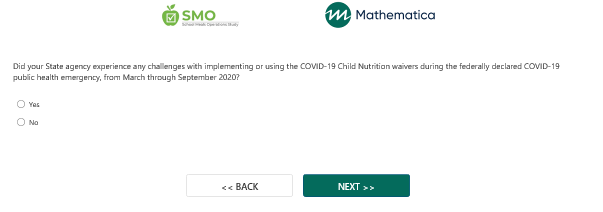 SMO
School Meals Operations Study
Mathematica
Did your State agency experience any challenges with implementing or using the COVID-19 Child Nutrition waivers during the federally declared COVID-19
public health emergency, from March through September 2020?
Yes
No
<< BACK
NEXT >>